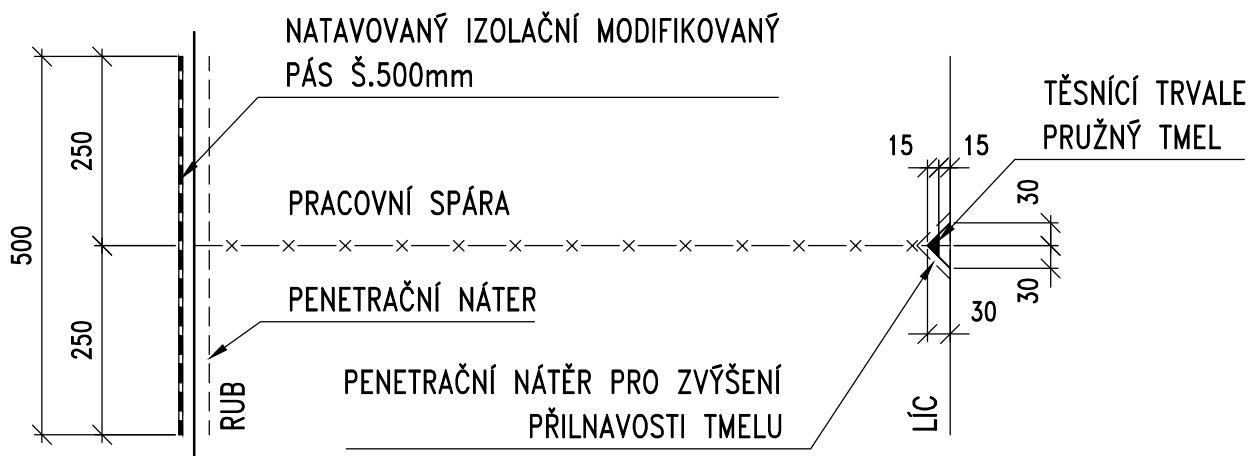 NATAVOVANÝ IZOLAČNÍ MODIFIKOVANÝ
PÁS Š.500mm
TĚSNÍCÍ TRVALE
PRUŽNÝ TMEL
15
15
250
30
PRACOVNÍ SPÁRA
500
30
PENETRAČNÍ NÁTER
30
250
PENETRAČNÍ NÁTĚR PRO ZVÝŠENÍ
PŘILNAVOSTI TMELU
RUB
LÍC